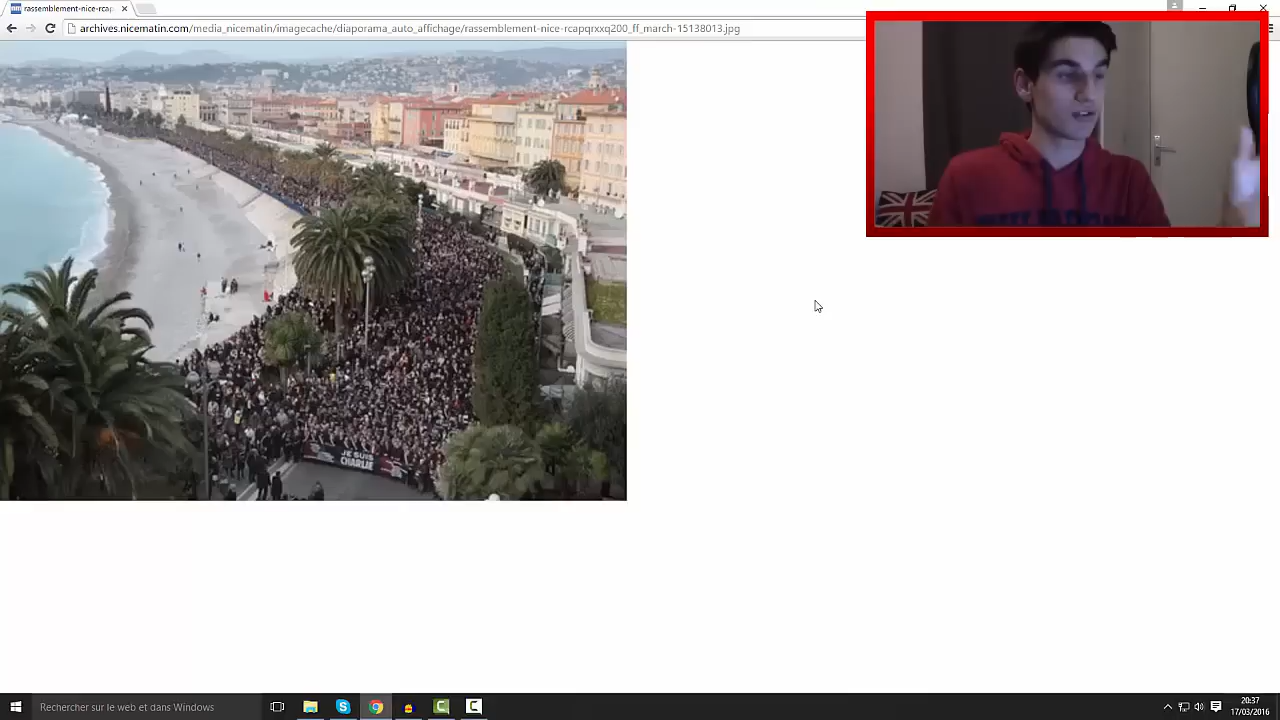 rassemblement-nice-rcap
archives.nicematin.com/media_nicematin/imagecache/diaporama_auto_affichage/rassemblement-nice-rcapqrxxq200_ff_march-15138013.jpg
JE SUIS
CHARLIE
Rechercher sur le web et dans Windows
20:37
17/03/2016